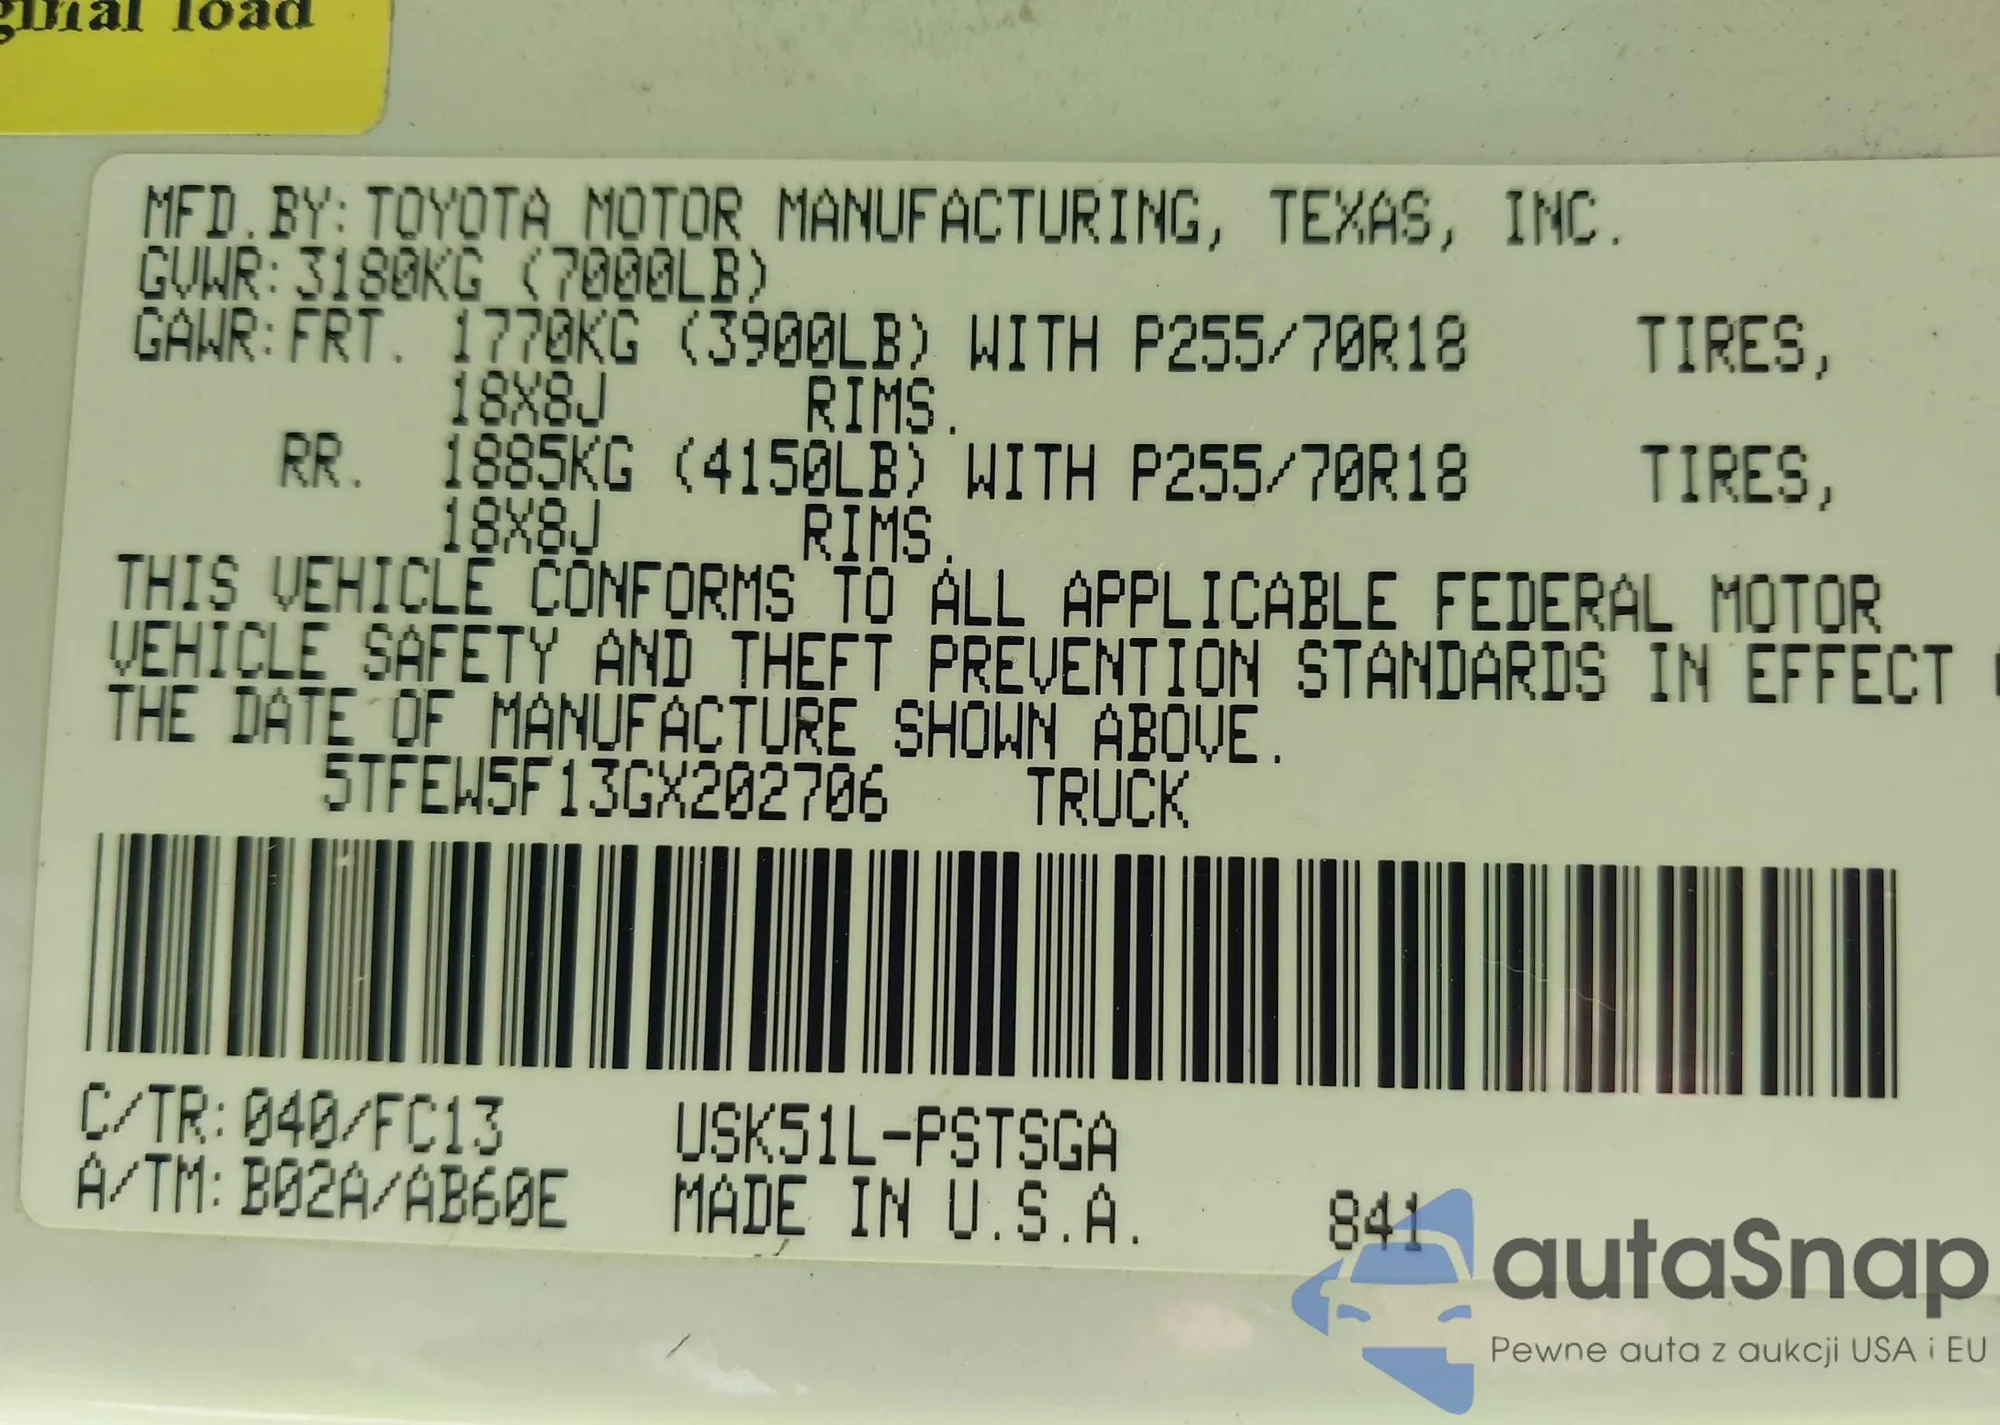 ginal load
MFD.BY:TOYOTA MOTOR MANUFACTURING, TEXAS, INC.
GVWR:3180KG (7000LB)
GAWR:FRT. 1770KG (3900LB) WITH P255/70R18 TIRES,
18X8J RIMS.
RR. 1885KG (4150LB) WITH P255/70R18 TIRES,
18X8J RIMS.
THIS VEHICLE CONFORMS TO ALL APPLICABLE FEDERAL MOTOR
VEHICLE SAFETY AND THEFT PREVENTION STANDARDS IN EFFECT
THE DATE OF MANUFACTURE SHOWN ABOVE.
5TFEW5F13GX202706 TRUCK
C/TR:040/FC13 USK51L-PSTSGA
A/TM:B02A/AB60E MADE IN U.S.A. 841
autaSnap
Pewne auta z aukcji USA i EU